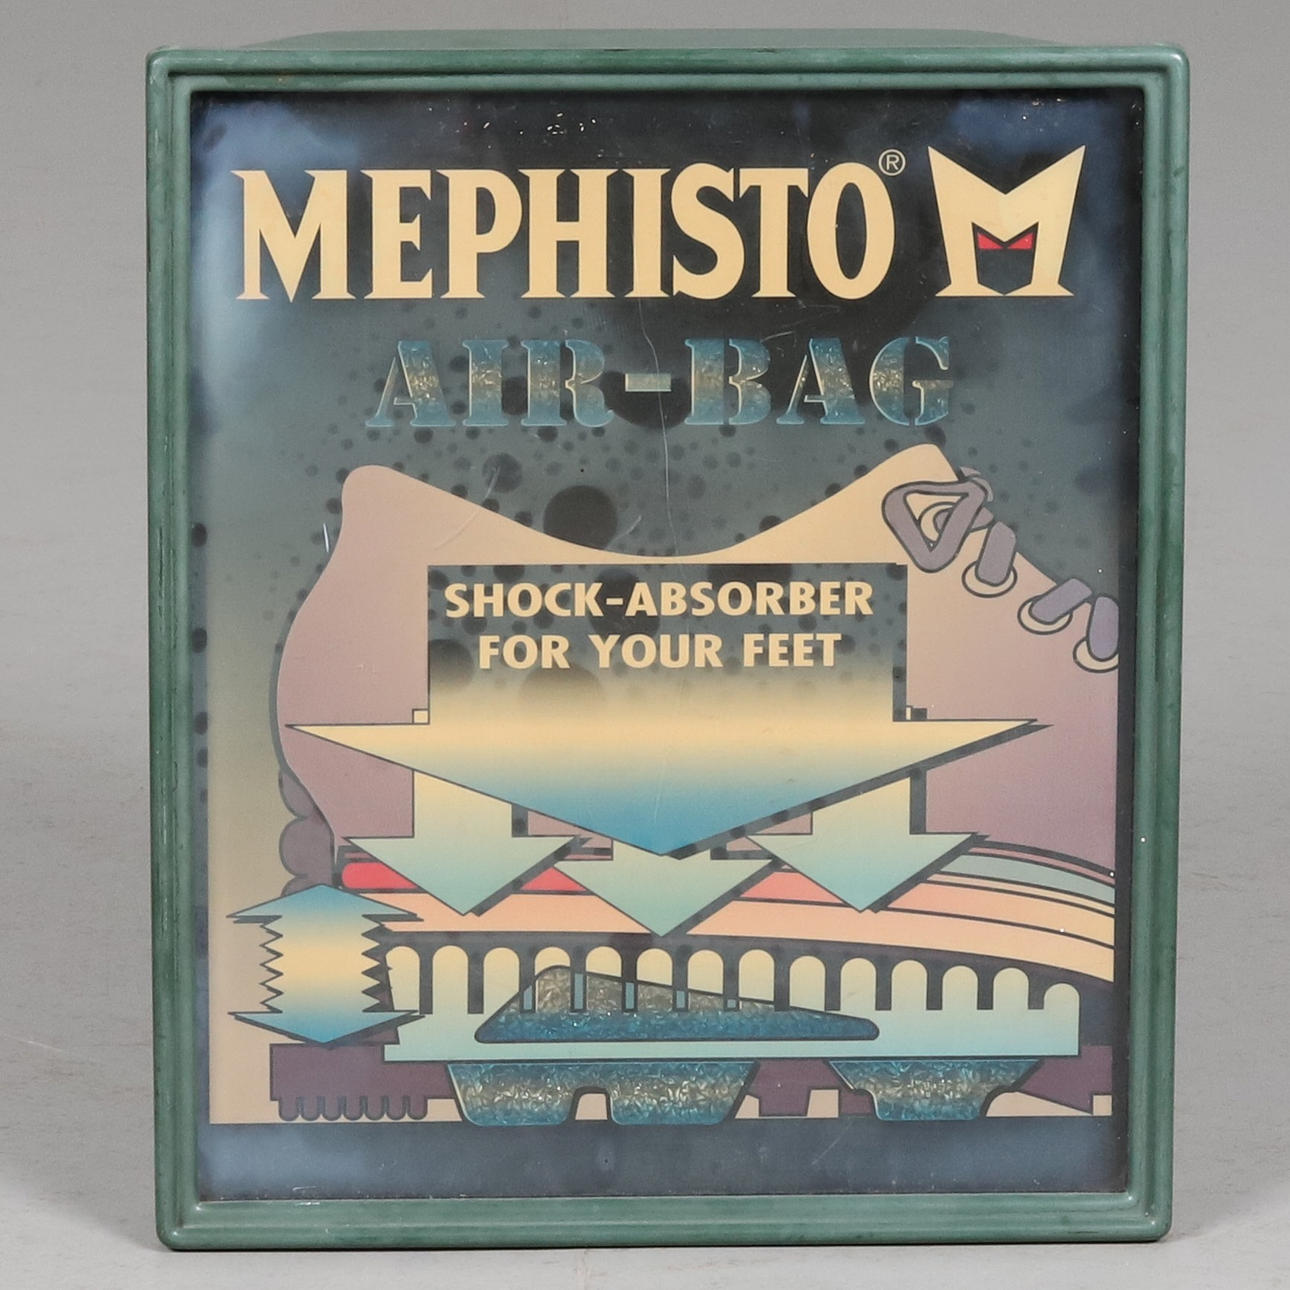 MEPHISTO® M
AIR-BAG
SHOCK-ABSORBER
FOR YOUR FEET